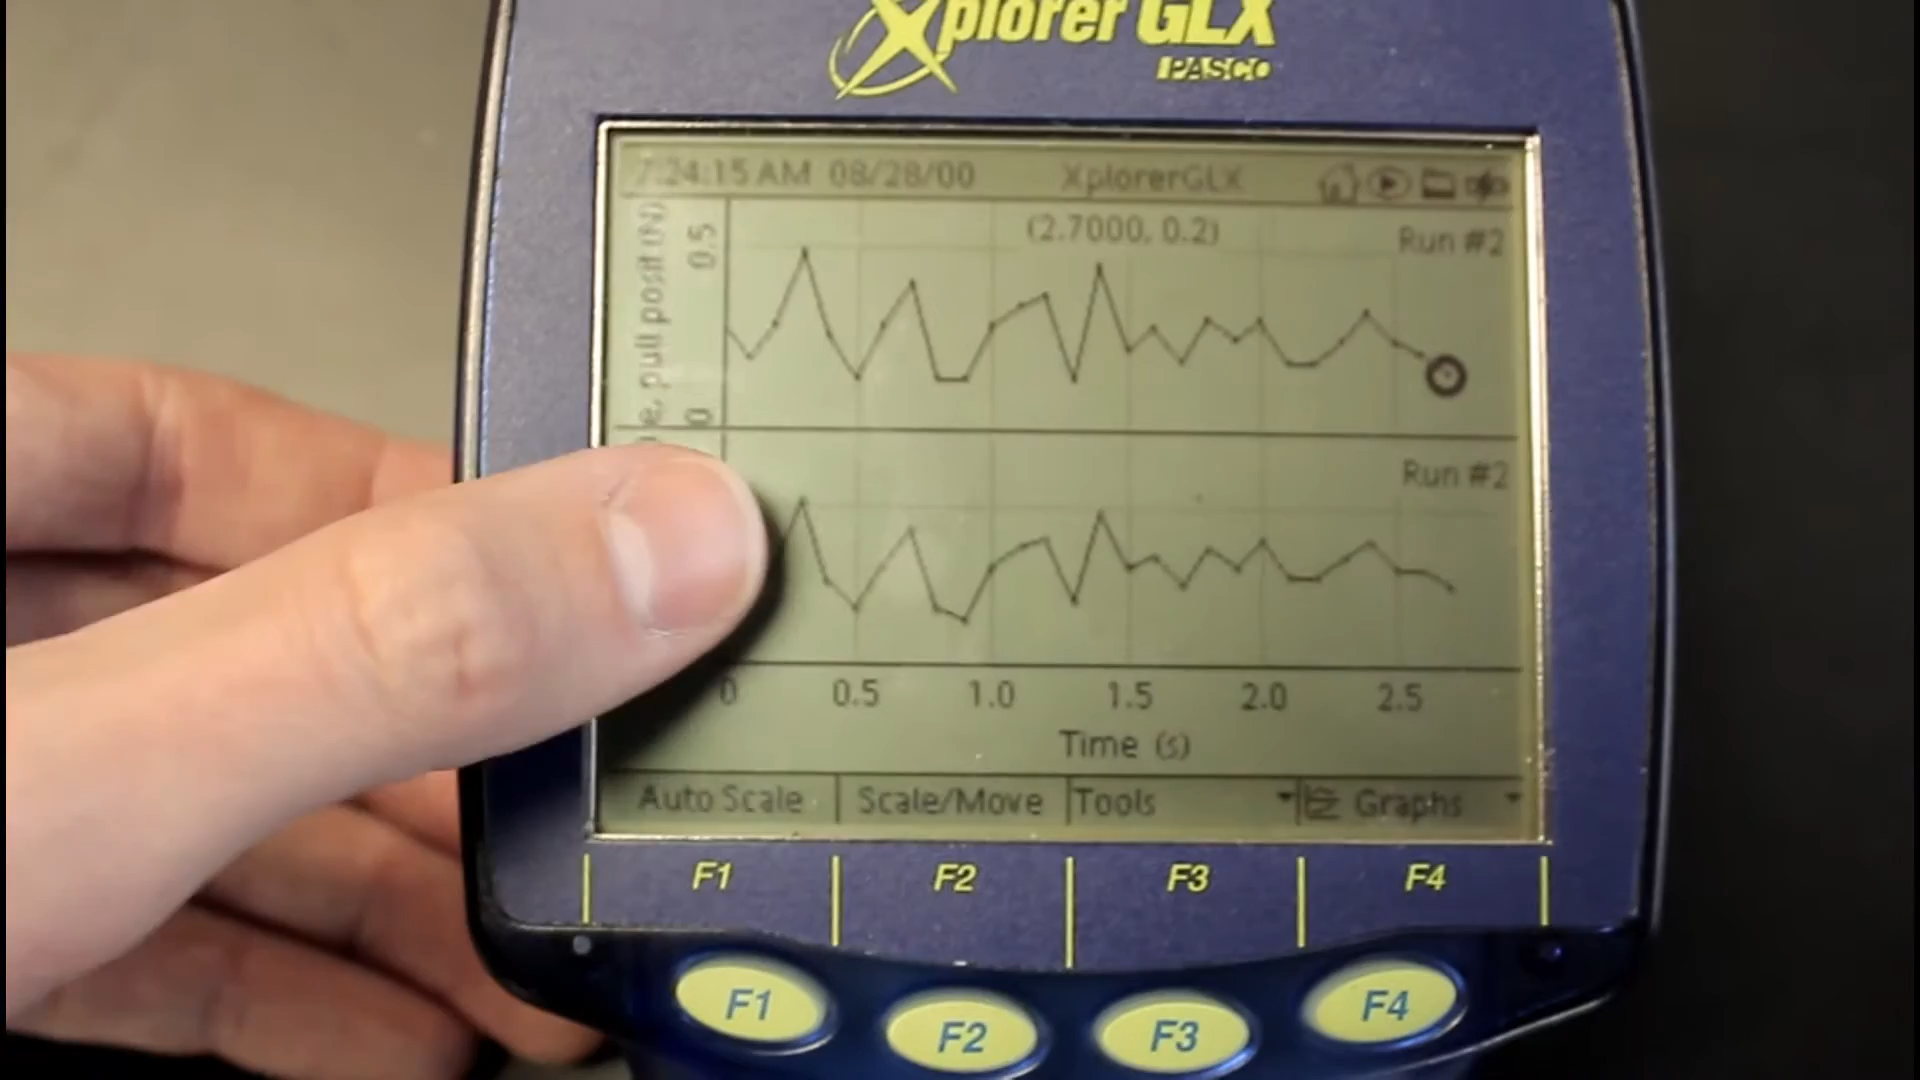 Xplorer GLX
PASCO
7:24:15 AM 08/28/00 XplorerGLX
(2.7000, 0.2)
Run #2
pull posit (N)
0.5
0
Run #2
0 0.5 1.0 1.5 2.0 2.5
Time (s)
Auto Scale Scale/Move Tools Graphs
F1 F2 F3 F4
F1 F2 F3 F4